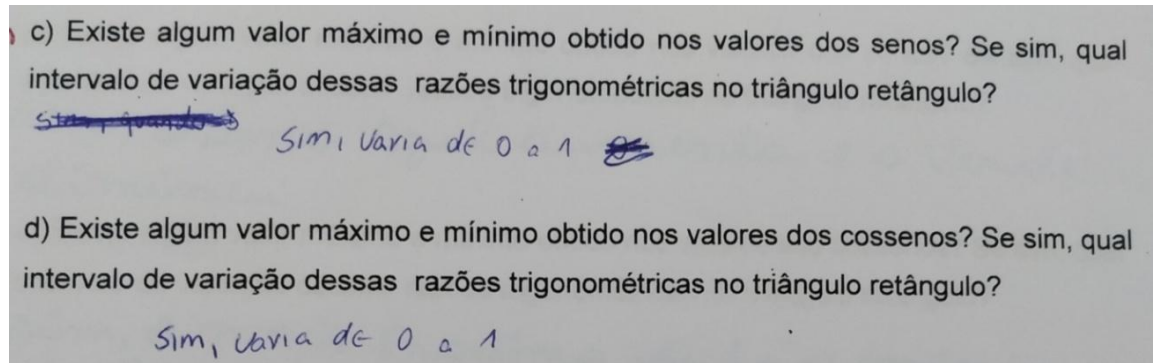 c) Existe algum valor máximo e mínimo obtido nos valores dos senos? Se sim, qual
intervalo de variação dessas razões trigonométricas no triângulo retângulo?
Sim, Varia de 0 a 1
d) Existe algum valor máximo e mínimo obtido nos valores dos cossenos? Se sim, qual
intervalo de variação dessas razões trigonométricas no triângulo retângulo?
Sim, varia de 0 a 1